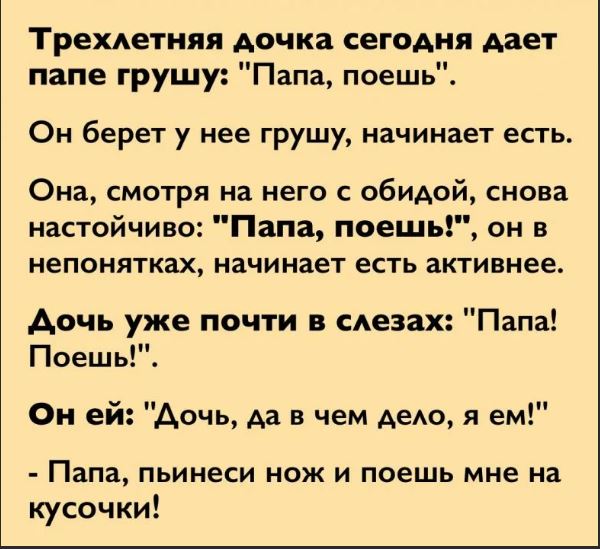 Трехлетняя дочка сегодня дает
папе грушу: "Папа, поешь".
Он берет у нее грушу, начинает есть.
Она, смотря на него с обидой, снова
настойчиво: "Папа, поешь!", он в
непонятках, начинает есть активнее.
Дочь уже почти в слезах: "Папа!
Поешь!".
Он ей: "Дочь, да в чем дело, я ем!"
- Папа, пьинеси нож и поешь мне на
кусочки!